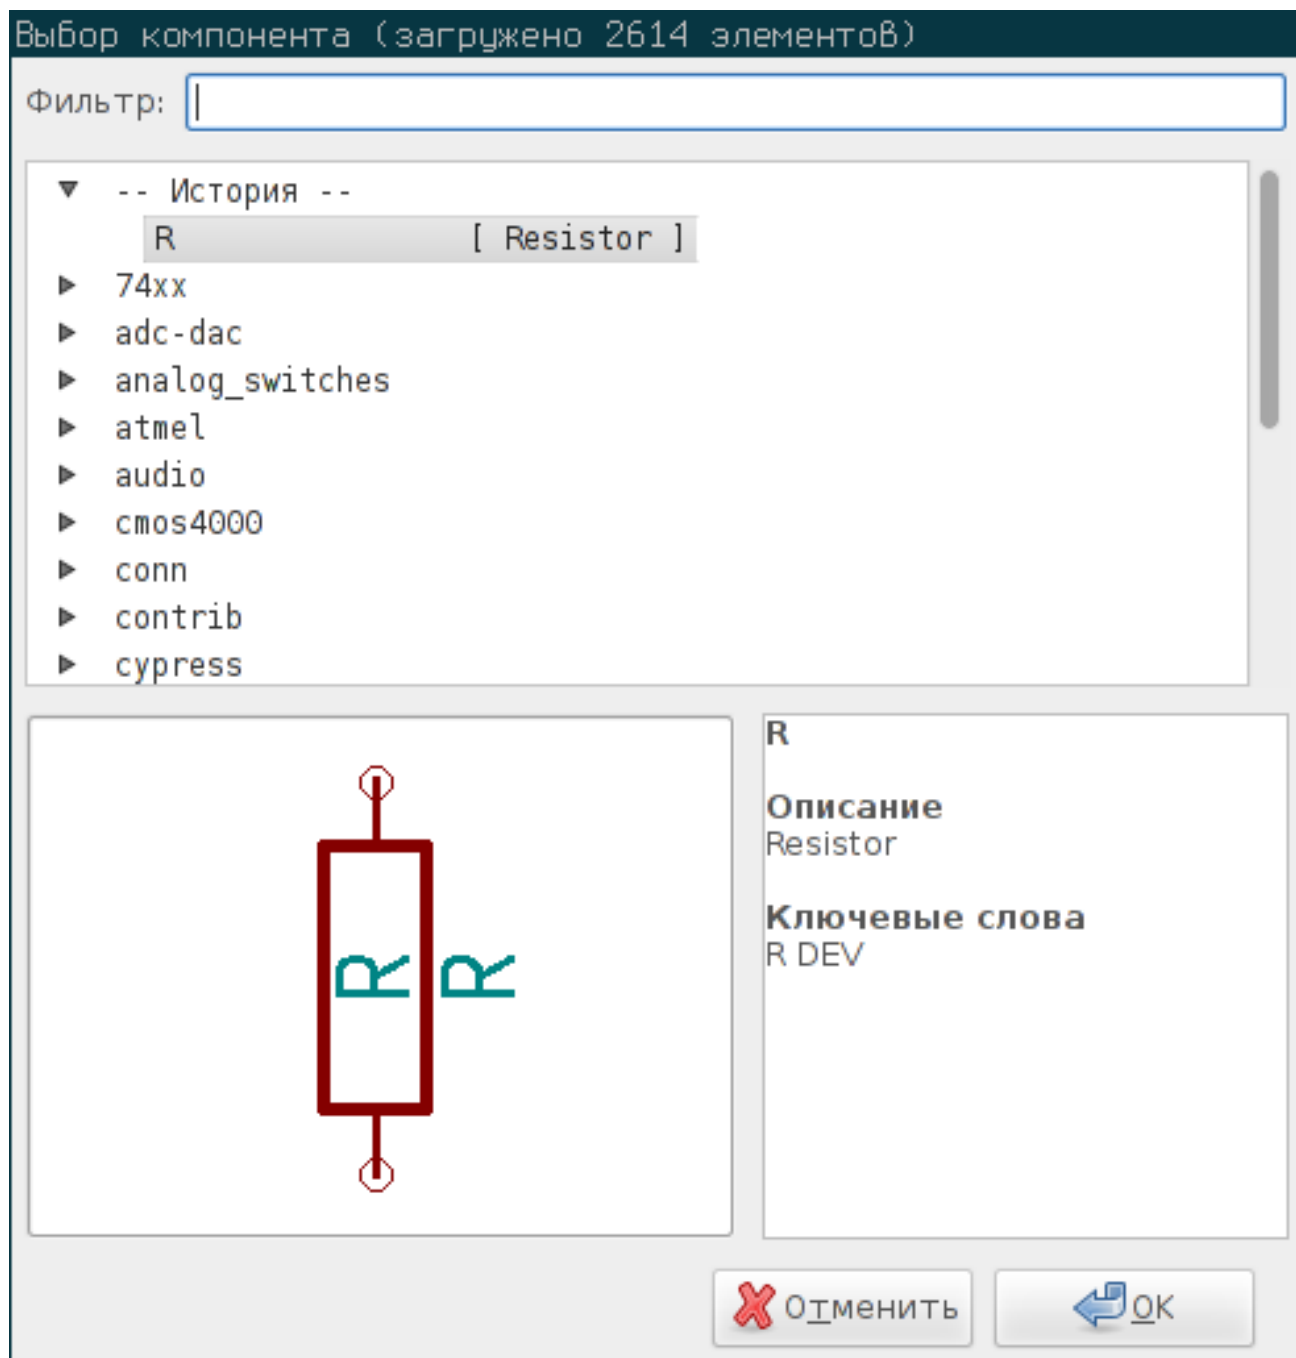 Выбор компонента (загружено 2614 элементов)
Фильтр:
-- История --
R [ Resistor ]
74xx
adc-dac
analog_switches
atmel
audio
cmos4000
conn
contrib
cypress
R R
R
Описание
Resistor
Ключевые слова
R DEV
Отменить OK